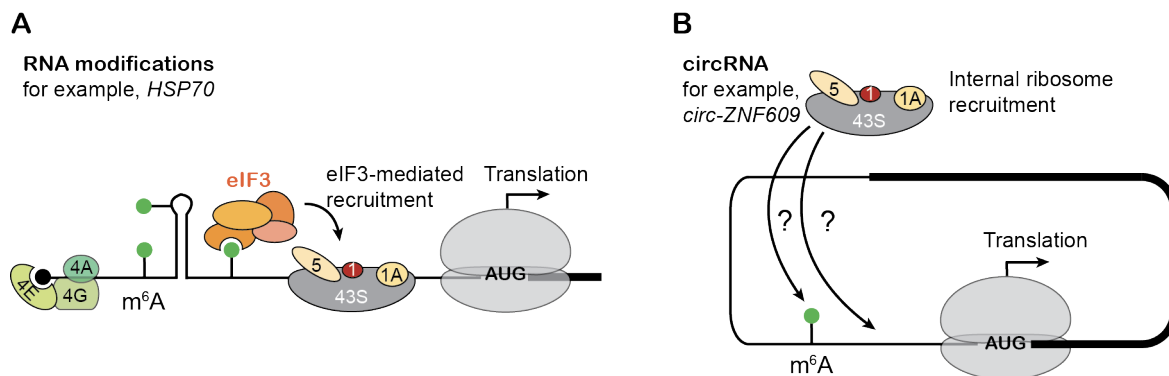 A
RNA modifications
for example, HSP70
eIF3
eIF3-mediated
recruitment
Translation
4E
4A
4G
m⁶A
5
1
1A
43S
AUG
B
circRNA
for example,
circ-ZNF609
5
1
1A
43S
Internal ribosome
recruitment
?
?
Translation
m⁶A
AUG